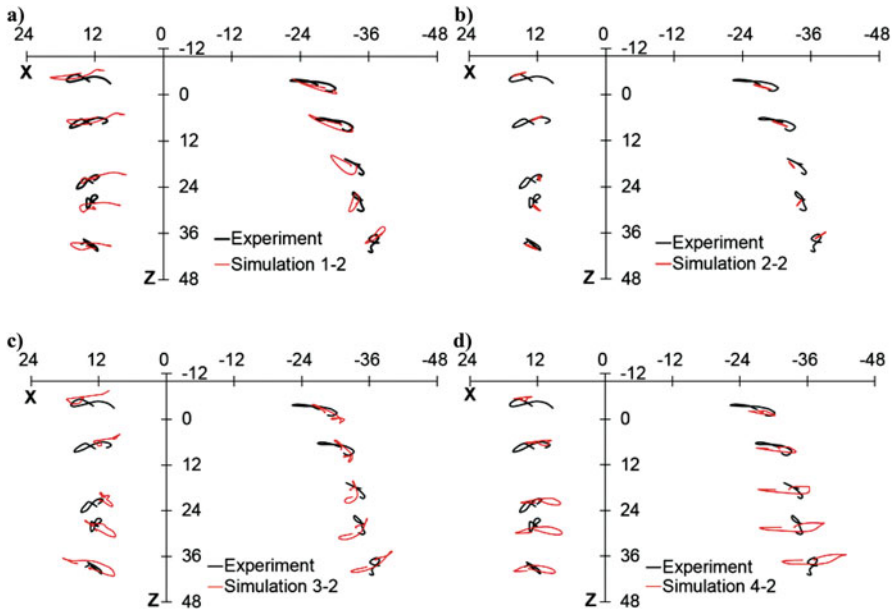 a)
24 12 0 -12 -24 -36 -48
-12
X
0
12
24
36
Experiment
Simulation 1-2
Z 48
b)
24 12 0 -12 -24 -36 -48
-12
X
0
12
24
36
Experiment
Simulation 2-2
Z 48
c)
24 12 0 -12 -24 -36 -48
-12
X
0
12
24
36
Experiment
Simulation 3-2
Z 48
d)
24 12 0 -12 -24 -36 -48
-12
X
0
12
24
36
Experiment
Simulation 4-2
Z 48